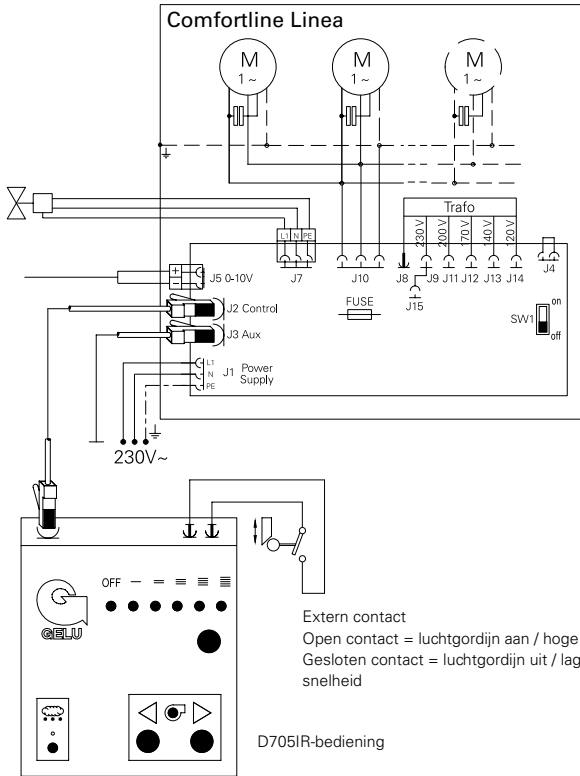 Comfortline Linea
M
1 ~
M
1 ~
M
1 ~
Trafo
230 V
200 V
170 V
140 V
120 V
L1 N PE
J7
J10
J8
J9
J11
J12
J13
J14
J4
J15
+
−
J5 0-10V
J2 Control
J3 Aux
FUSE
SW1
on
off
L1
N
PE
J1 Power
Supply
230V~
OFF
GELU
Extern contact
Open contact = luchtgordijn aan / hoge
Gesloten contact = luchtgordijn uit / lag
snelheid
D705IR-bediening